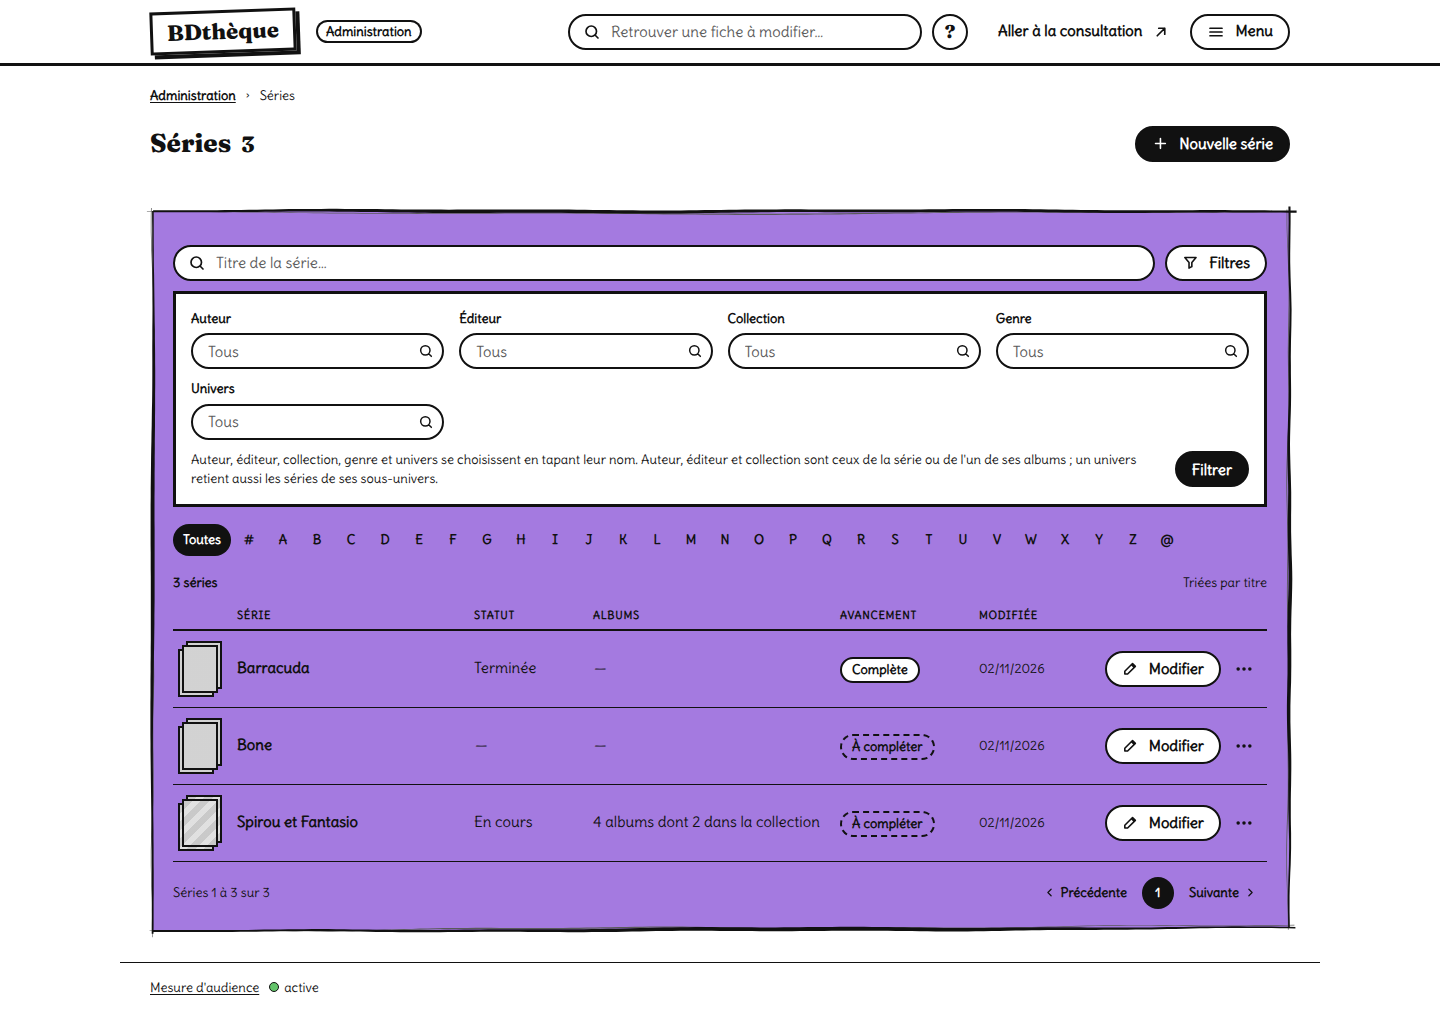 BDthèque
Administration
Retrouver une fiche à modifier...
?
Aller à la consultation
Menu
Administration › Séries
Séries 3
Nouvelle série
Titre de la série...
Filtres
Auteur Éditeur Collection Genre
Tous Tous Tous Tous
Univers
Tous
Auteur, éditeur, collection, genre et univers se choisissent en tapant leur nom. Auteur, éditeur et collection sont ceux de la série ou de l'un de ses albums ; un univers
retient aussi les séries de ses sous-univers.
Filtrer
Toutes # A B C D E F G H I J K L M N O P Q R S T U V W X Y Z @
3 séries
Triées par titre
SÉRIE STATUT ALBUMS AVANCEMENT MODIFIÉE
Barracuda Terminée — Complète 02/11/2026 Modifier •••
Bone — — À compléter 02/11/2026 Modifier •••
Spirou et Fantasio En cours 4 albums dont 2 dans la collection À compléter 02/11/2026 Modifier •••
Séries 1 à 3 sur 3
‹ Précédente 1 Suivante ›
Mesure d'audience active